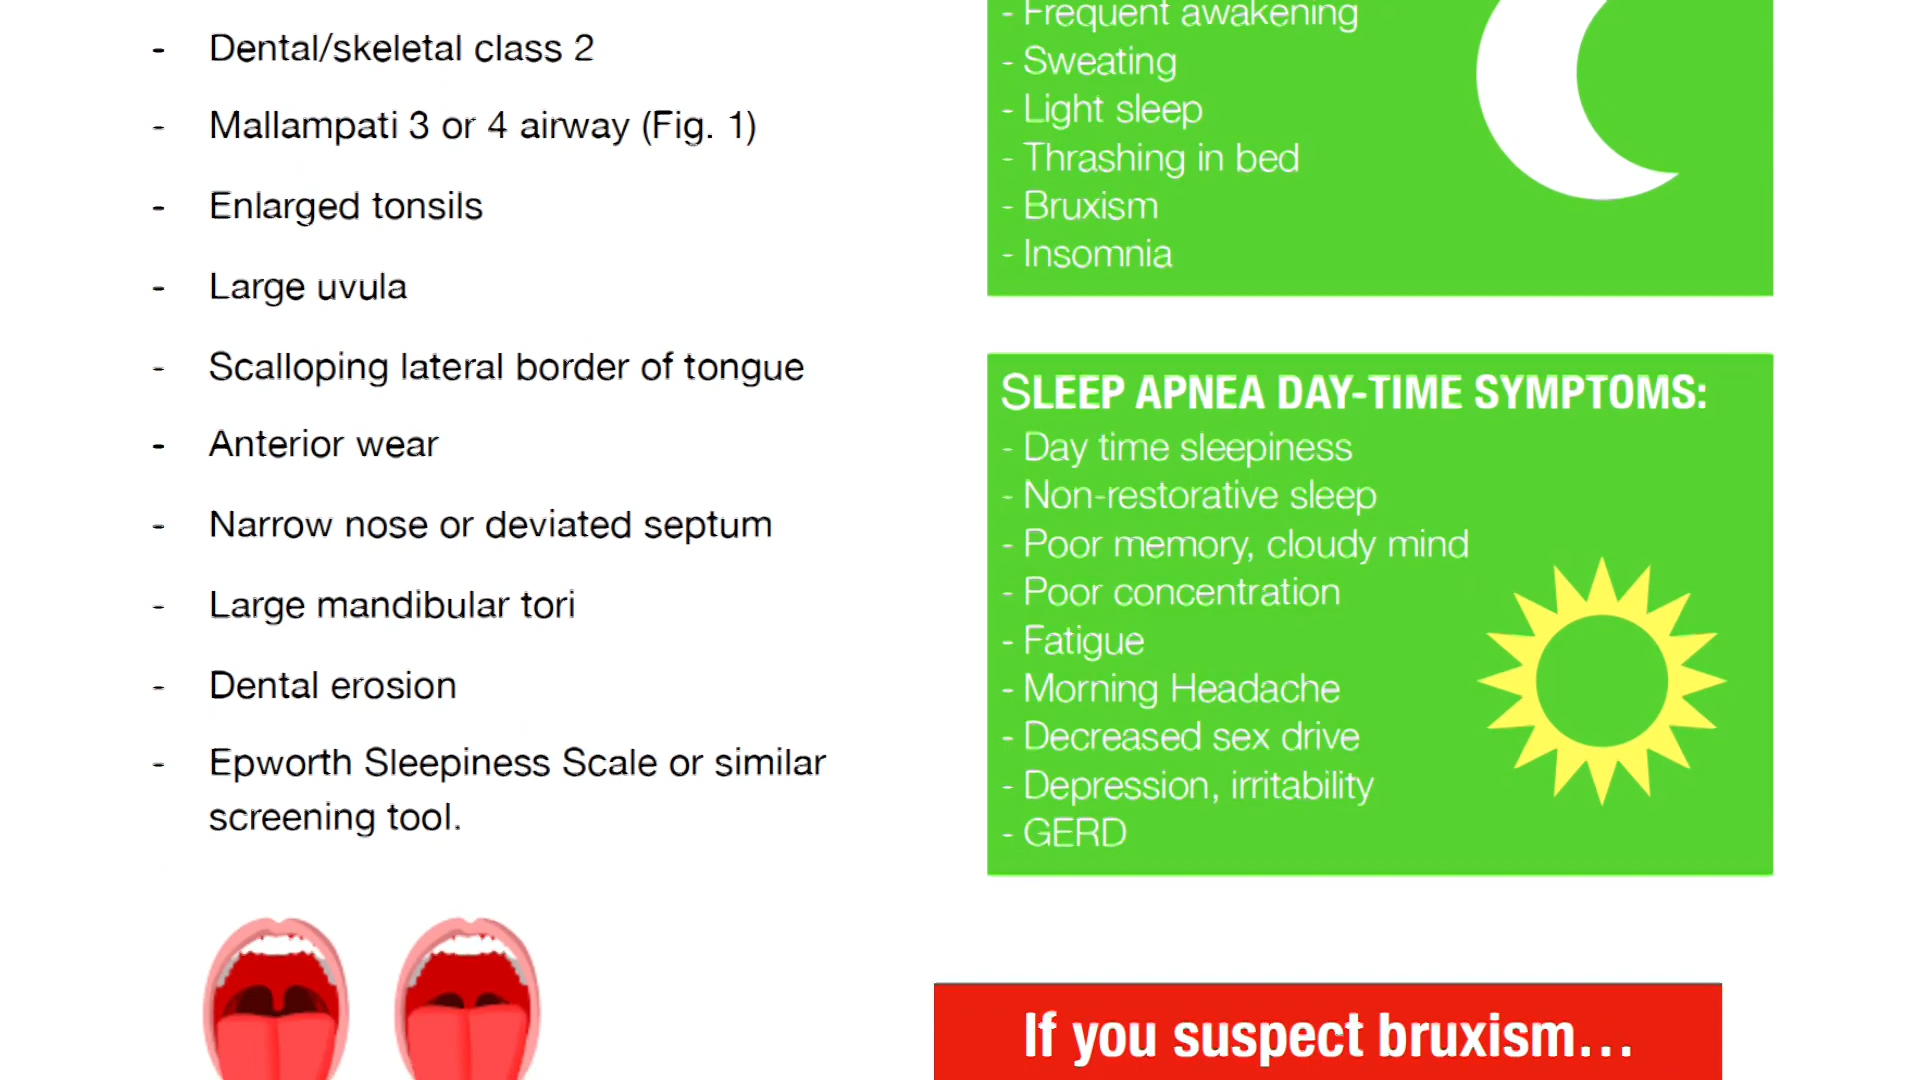 - Dental/skeletal class 2
- Mallampati 3 or 4 airway (Fig. 1)
- Enlarged tonsils
- Large uvula
- Scalloping lateral border of tongue
- Anterior wear
- Narrow nose or deviated septum
- Large mandibular tori
- Dental erosion
- Epworth Sleepiness Scale or similar
screening tool.
- Frequent awakening
- Sweating
- Light sleep
- Thrashing in bed
- Bruxism
- Insomnia
SLEEP APNEA DAY-TIME SYMPTOMS:
- Day time sleepiness
- Non-restorative sleep
- Poor memory, cloudy mind
- Poor concentration
- Fatigue
- Morning Headache
- Decreased sex drive
- Depression, irritability
- GERD
If you suspect bruxism...